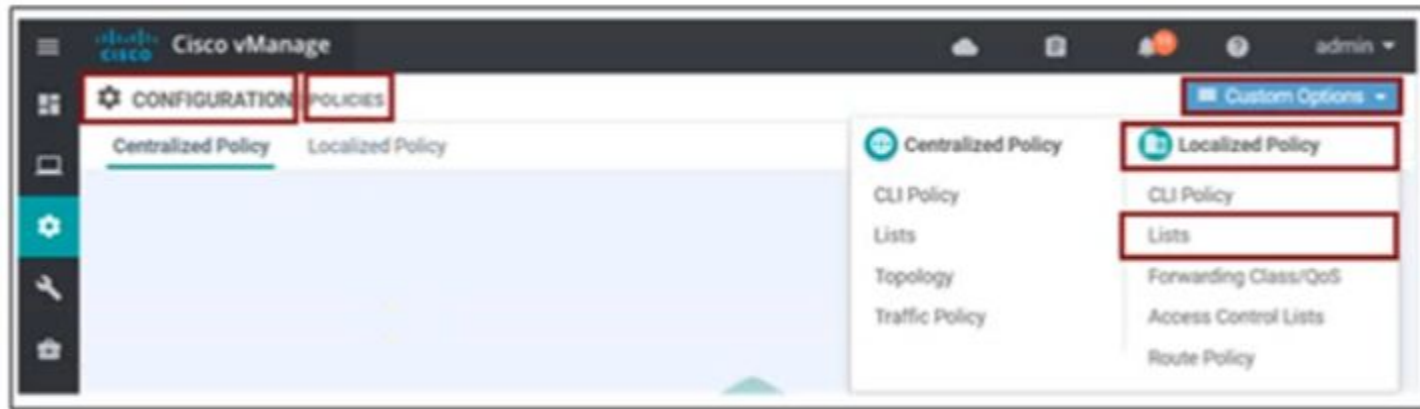 CISCO Cisco vManage admin
CONFIGURATION POLICIES Custom Options
Centralized Policy Localized Policy
Centralized Policy
CLI Policy
Lists
Topology
Traffic Policy
Localized Policy
CLI Policy
Lists
Forwarding Class/QoS
Access Control Lists
Route Policy